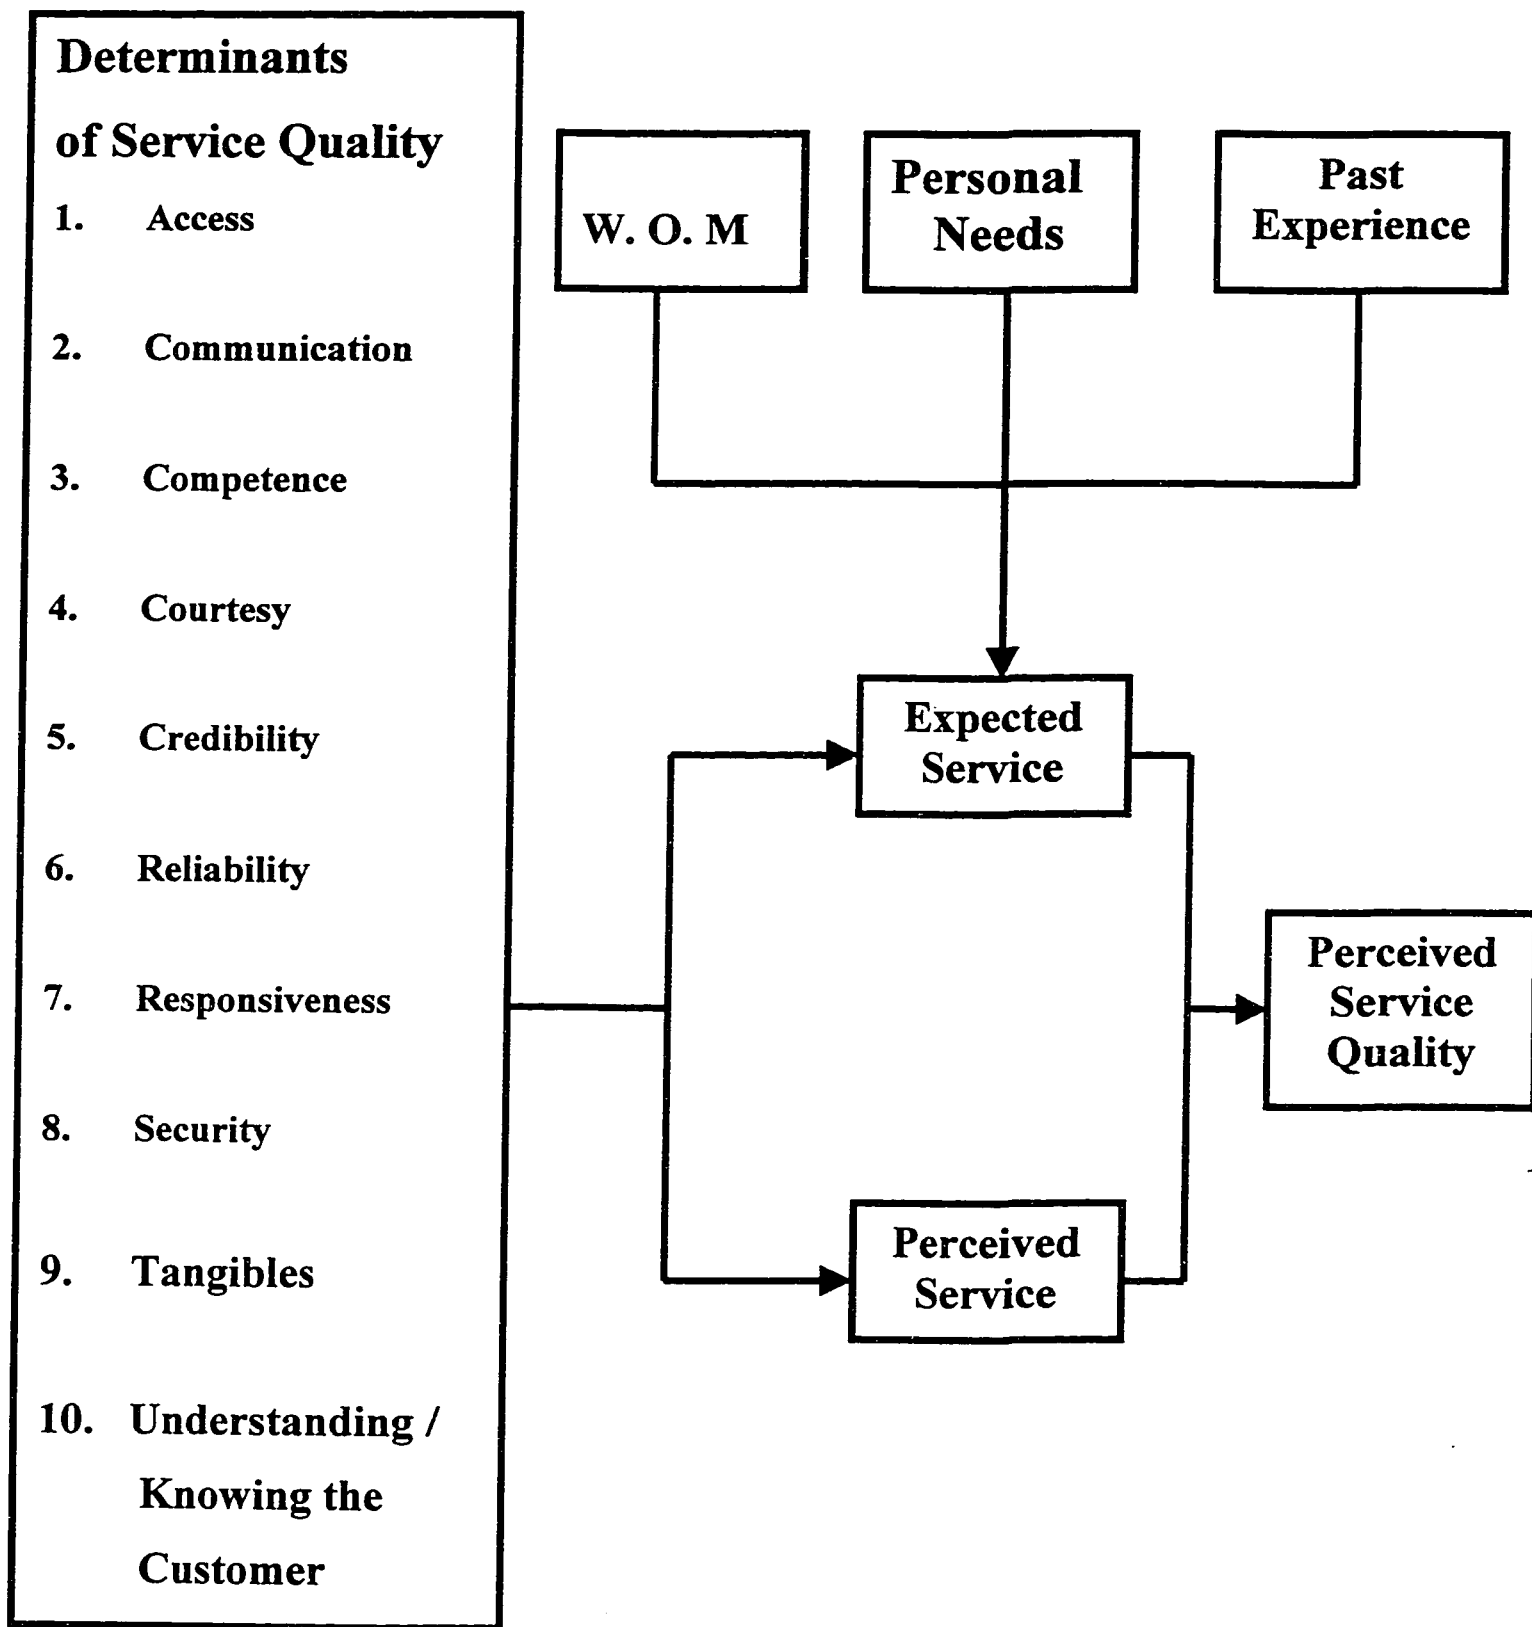 Determinants
of Service Quality
1. Access
2. Communication
3. Competence
4. Courtesy
5. Credibility
6. Reliability
7. Responsiveness
8. Security
9. Tangibles
10. Understanding /
Knowing the
Customer
W. O. M
Personal
Needs
Past
Experience
Expected
Service
Perceived
Service
Perceived
Service
Quality